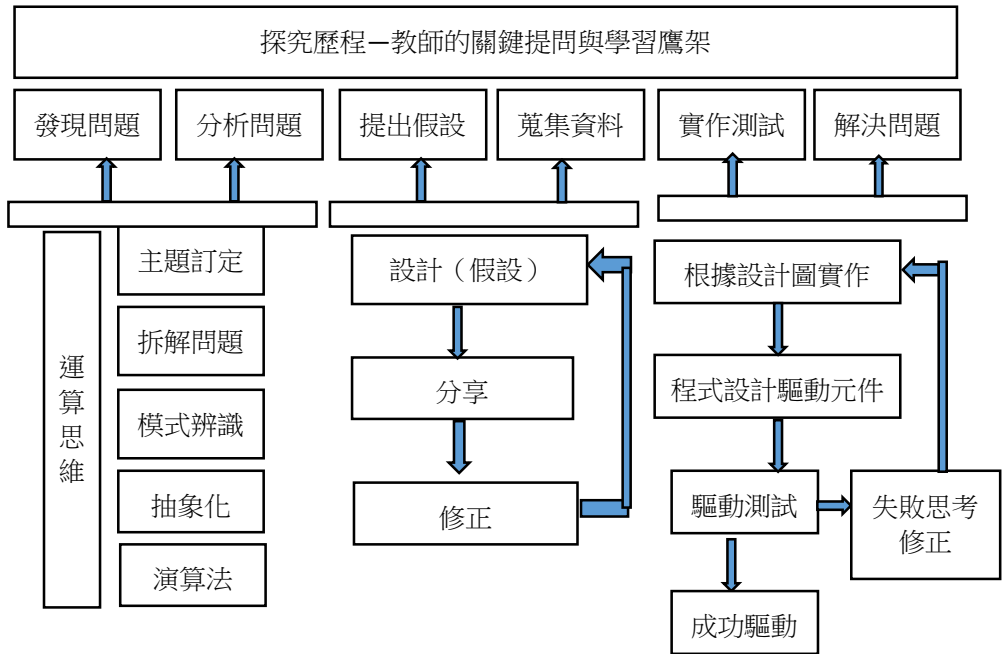 探究歷程—教師的關鍵提問與學習鷹架
發現問題
分析問題
提出假設
蒐集資料
實作測試
解決問題
運算思維
主題訂定
拆解問題
模式辨識
抽象化
演算法
設計（假設）
分享
修正
根據設計圖實作
程式設計驅動元件
驅動測試
失敗思考
修正
成功驅動